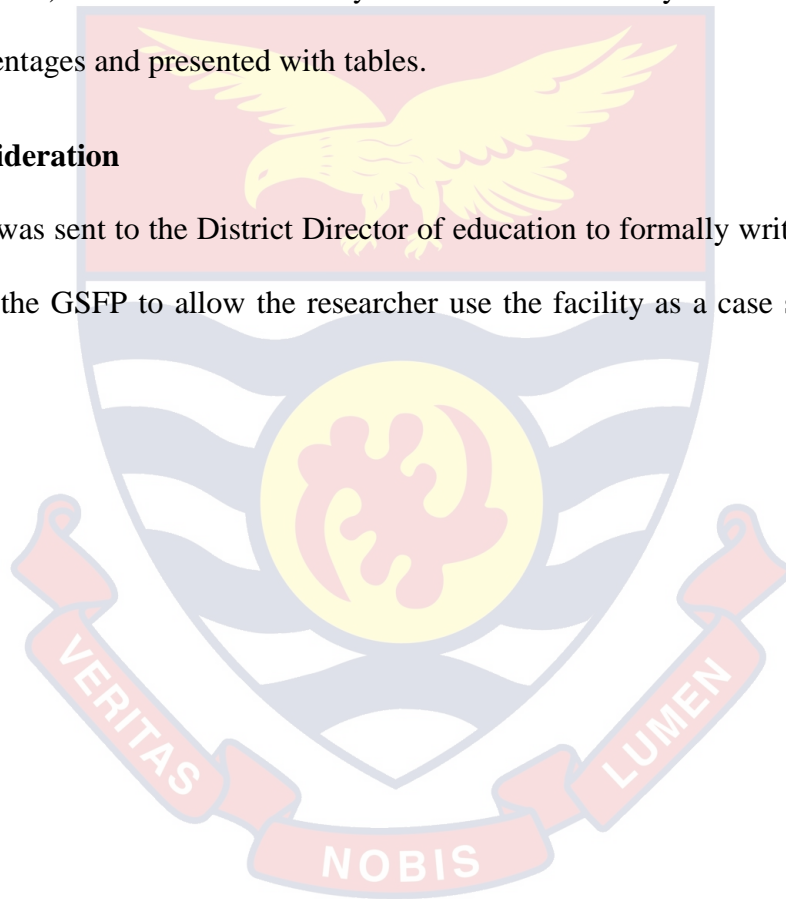 entages and presented with tables.
ideration
was sent to the District Director of education to formally writ
the GSFP to allow the researcher use the facility as a case s
VERITAS
NOBIS
LUMEN